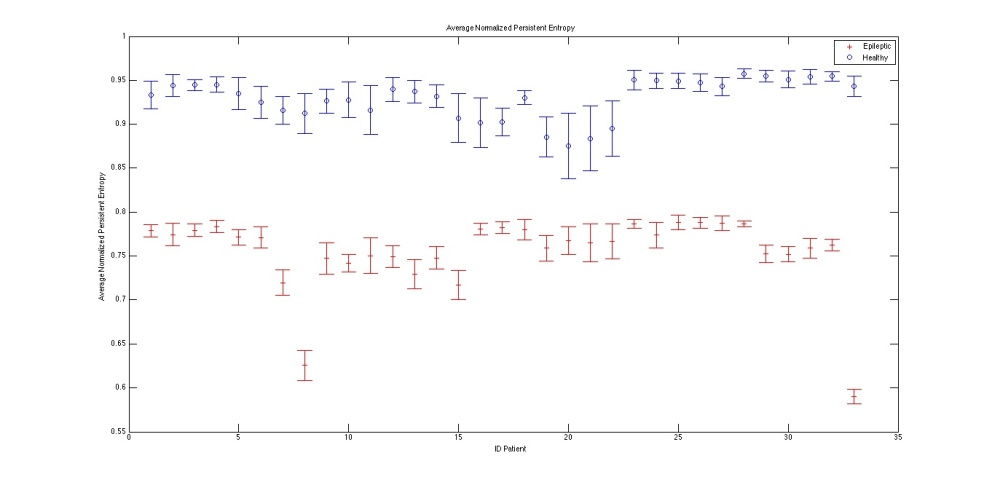 Average Normalized Persistent Entropy
Epileptic
Healthy
Average Normalized Persistent Entropy
1
0.95
0.9
0.85
0.8
0.75
0.7
0.65
0.6
0.55
0 5 10 15 20 25 30 35
ID Patient